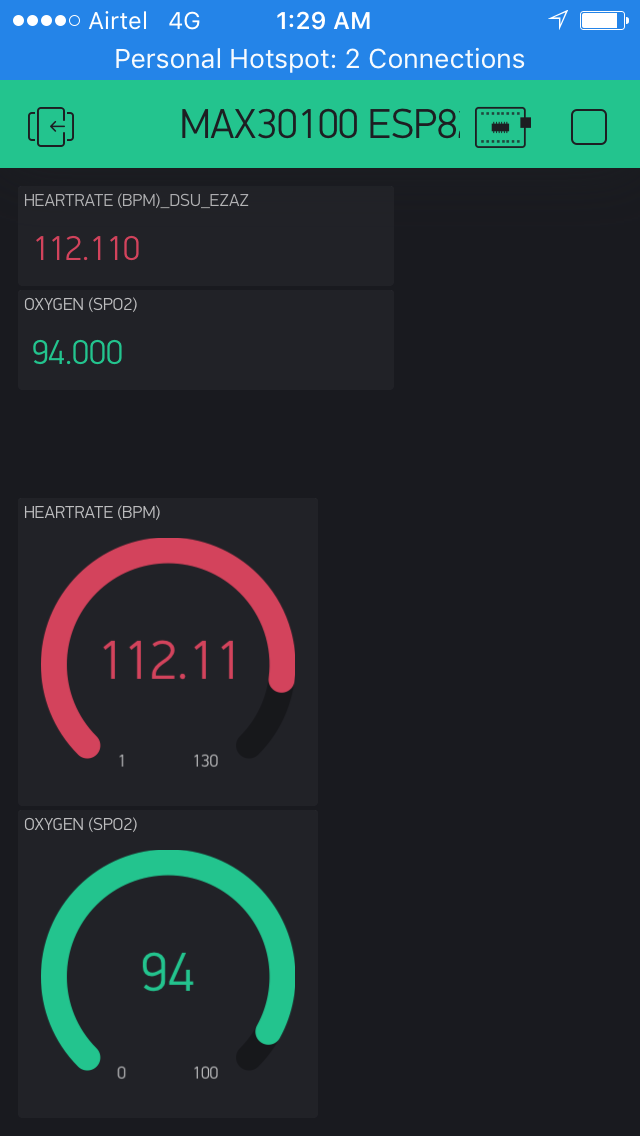 Airtel 4G 1:29 AM
Personal Hotspot: 2 Connections
MAX30100 ESP8
HEARTRATE (BPM)_DSU_EZAZ
112.110
OXYGEN (SPO2)
94.000
HEARTRATE (BPM)
112.11
1 130
OXYGEN (SPO2)
94
0 100